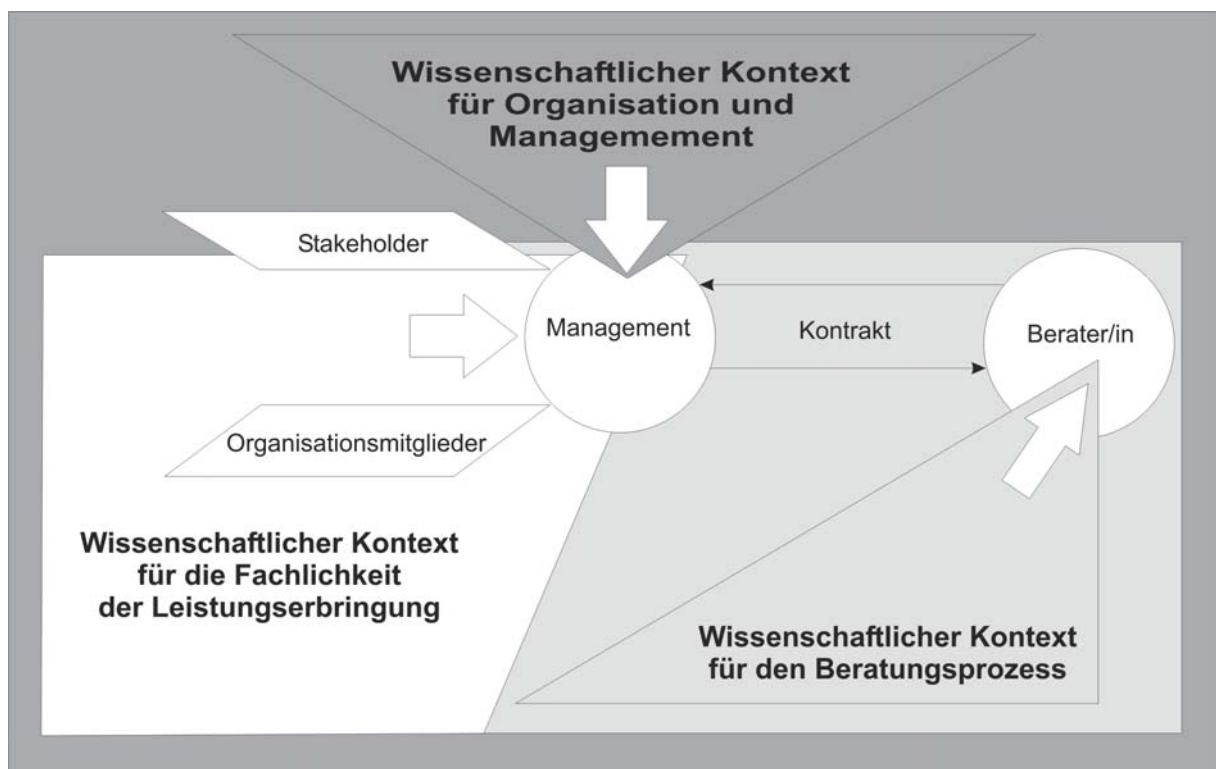 Wissenschaftlicher Kontext
für Organisation und
Managemement
Stakeholder
Management
Kontrakt
Berater/in
Organisationsmitglieder
Wissenschaftlicher Kontext
für die Fachlichkeit
der Leistungserbringung
Wissenschaftlicher Kontext
für den Beratungsprozess